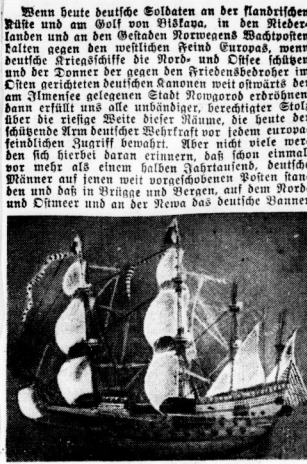 Wenn heute deutsche Soldaten an der flandrischen
Küste und am Golf von Biskaya, in den Nieder
landen und an den Gestaden Norwegens Wachtposten
halten gegen den westlichen Feind Europas, wenn
deutsche Kriegsschiffe die Nord- und Ostsee schützen
und der Donner der gegen den Friedensbedroher im
Osten gerichteten deutschen Kanonen weit ostwärts der
am Ilmensee gelegenen Stadt Nowgorod erdröhnen,
dann erfüllt uns alle unbändiger, berechtigter Stolz
über die riesige Weite dieser Räume, die heute der
schützende Arm deutscher Wehrkraft vor jedem europa
feindlichen Zugriff bewahrt. Aber nicht viele wer
den sich hierbei daran erinnern, daß schon einmal,
vor mehr als einem halben Jahrtausend, deutsche
Männer auf jenen weit vorgeschobenen Posten stan
den und daß in Brügge und Bergen, auf dem Nord-
und Ostmeer und an der Newa das deutsche Banner